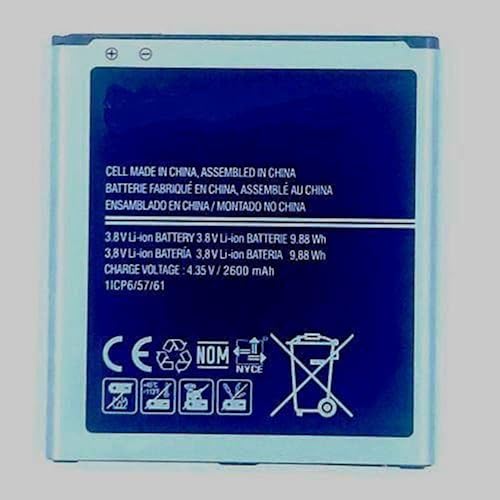 CELL MADE IN CHINA, ASSEMBLED IN CHINA
BATTERIE FABRIQUÉ EN CHINA, ASSEMBLÉ AU CHINA
ENSAMBLADO EN CHINA / MONTADO NO CHINA
3.8 V Li-ion BATTERY 3.8 V Li-ion BATTERIE 9.88 Wh
3,8 V Li-ion BATERÍA 3,8 V Li-ion BATERIA 9,88 Wh
CHARGE VOLTAGE : 4.35 V / 2600 mAh
1ICP6/57/61
CE NOM NYCE